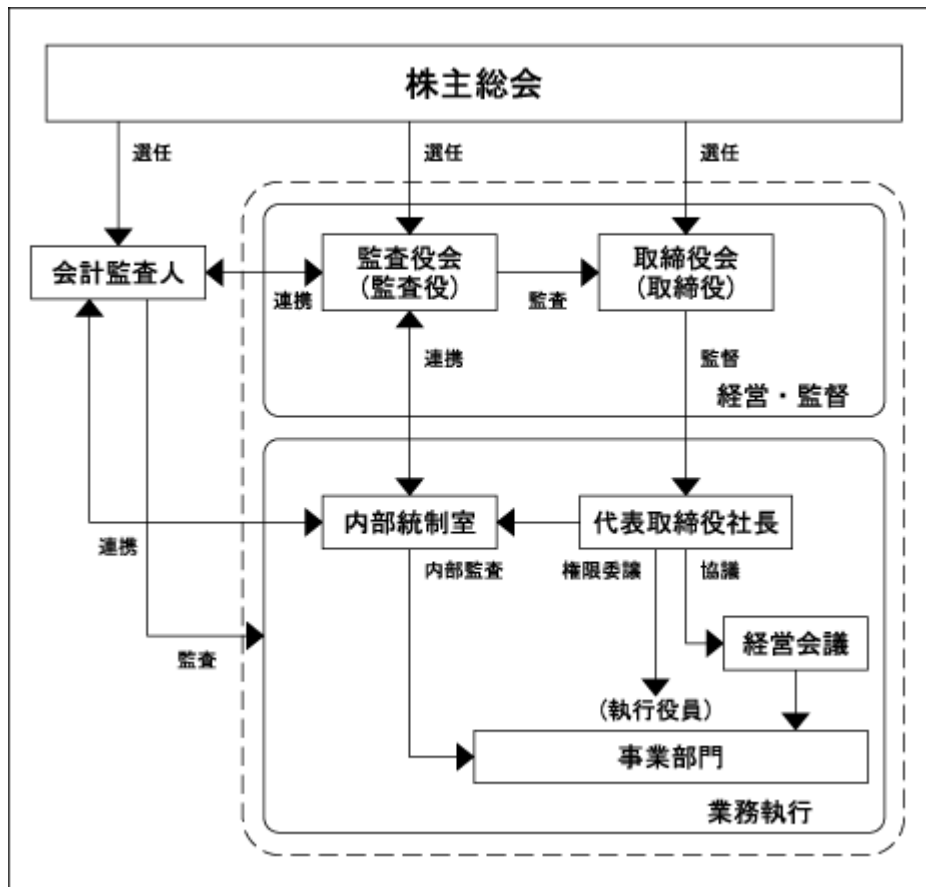 株主総会
選任
選任
選任
会計監査人
監査役会
(監査役)
取締役会
(取締役)
連携
監査
連携
監督
経営・監督
内部統制室
代表取締役社長
連携
内部監査
権限委譲
協議
経営会議
監査
(執行役員)
事業部門
業務執行